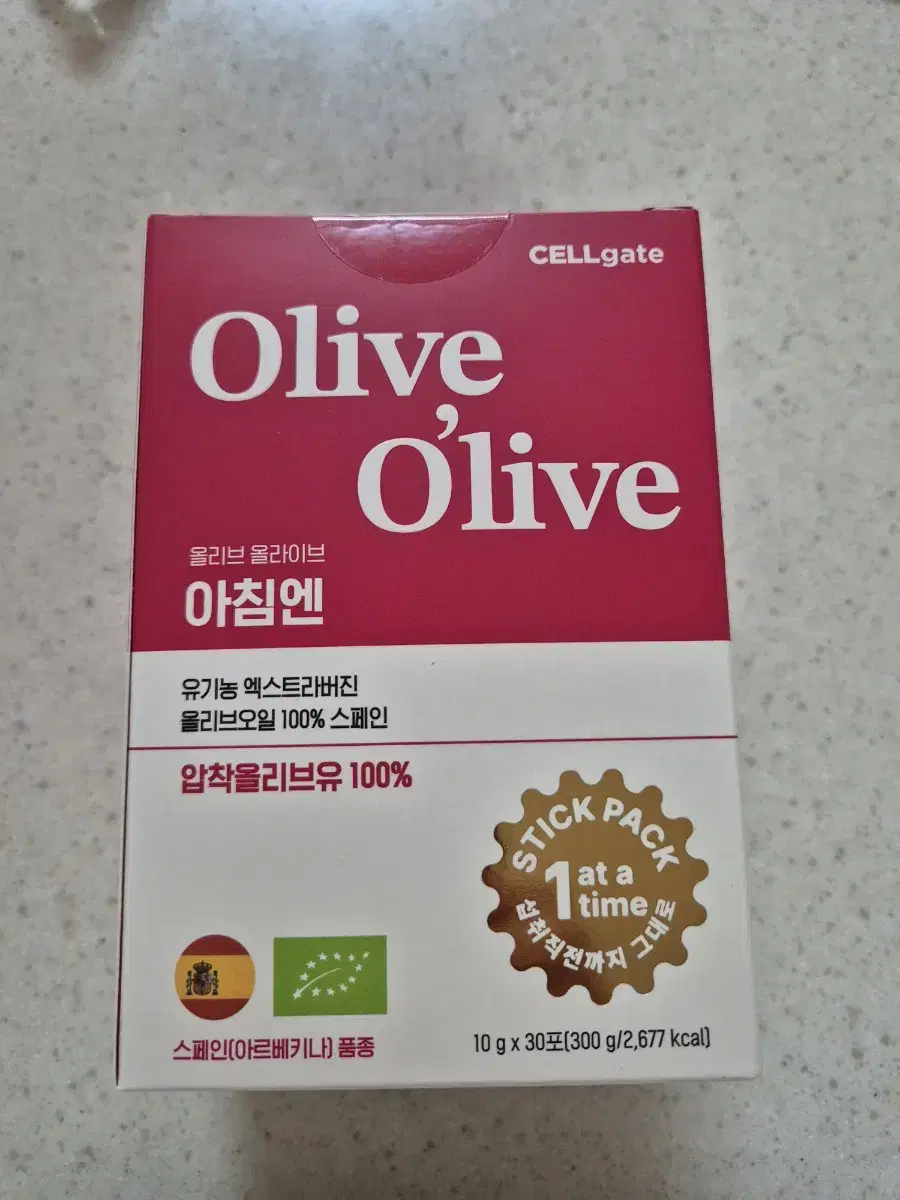 CELLgate
Olive,
O'live
올리브 올라이브
아침엔
유기농 엑스트라버진
올리브오일 100% 스페인
압착올리브유 100%
STICK PACK
1 at a time
섭취직전까지 그대로
스페인(아르베키나) 품종
10 g x 30포(300 g/2,677 kcal)